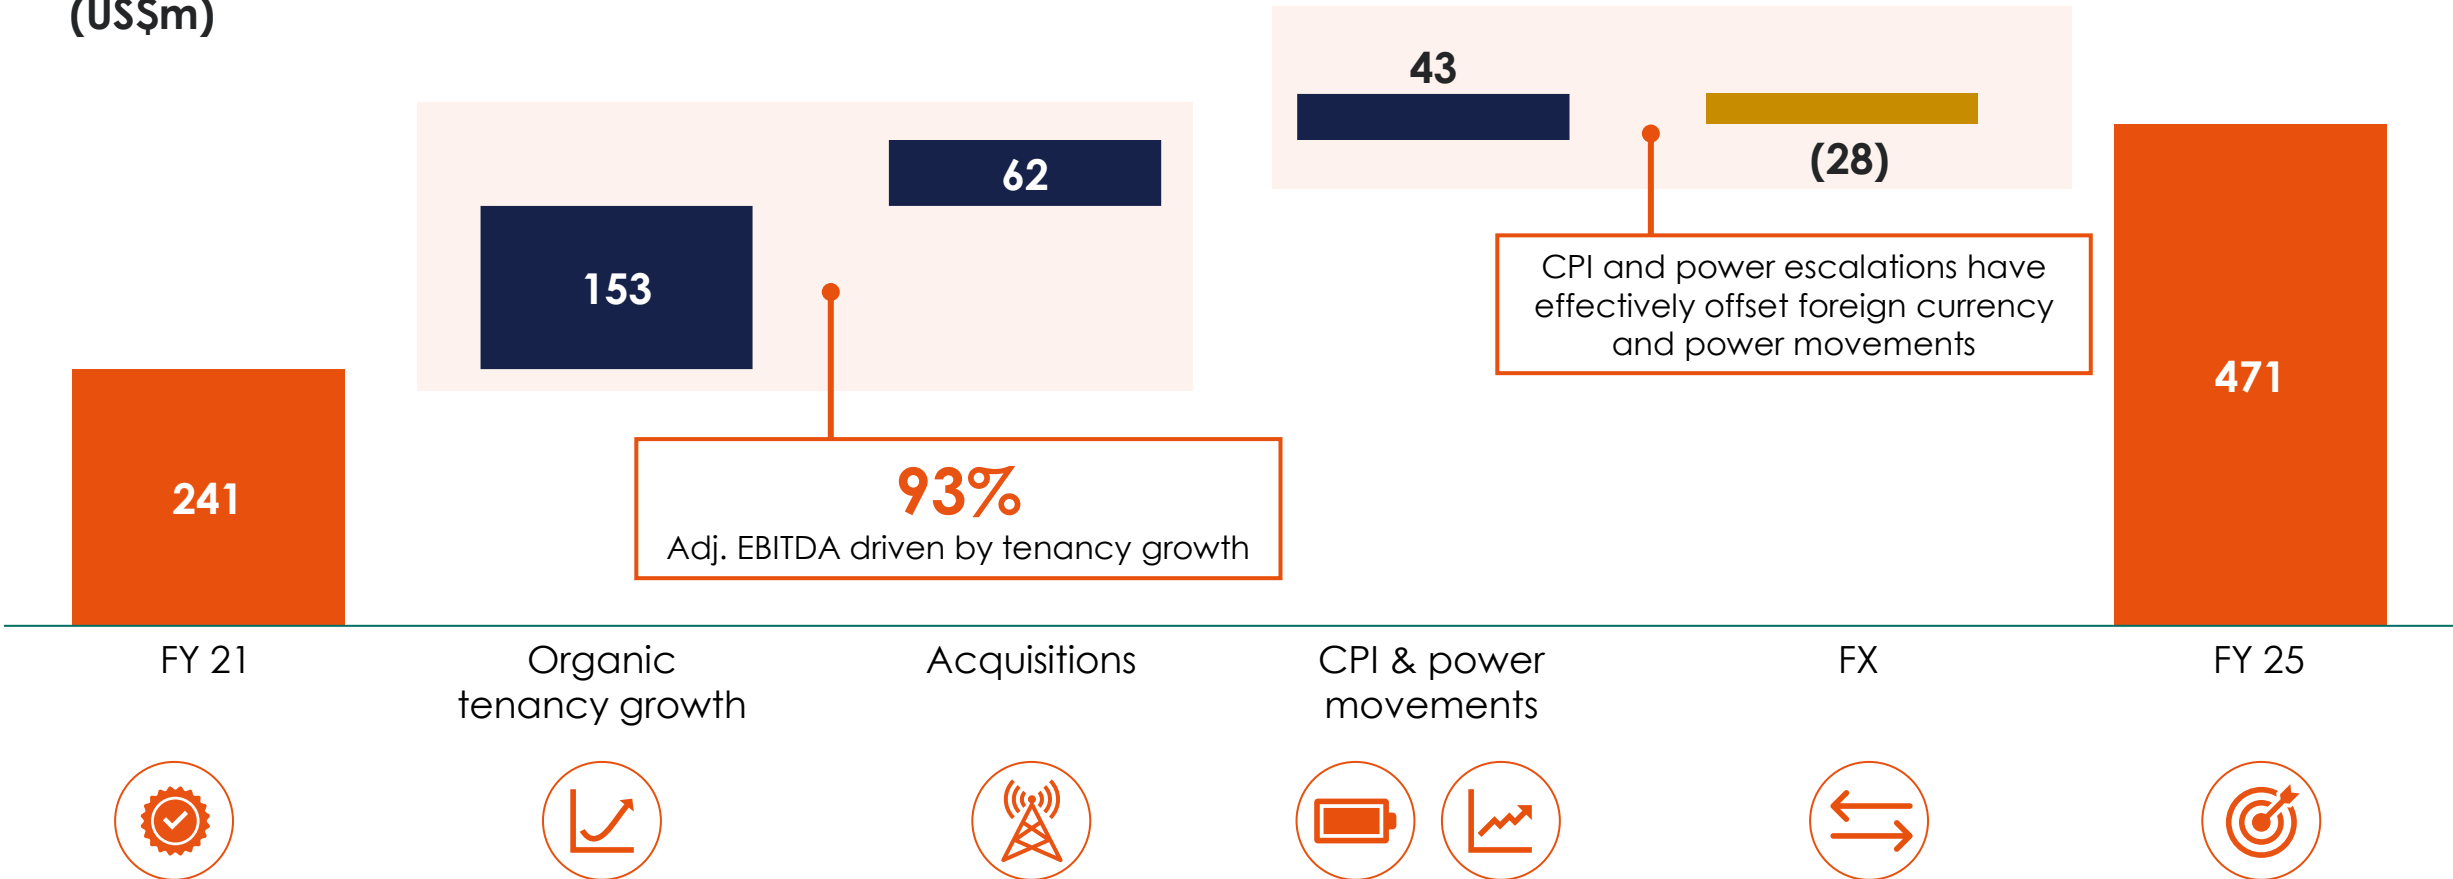 (US$m)
43
(28)
62
153
CPI and power escalations have
effectively offset foreign currency
and power movements
471
241
93%
Adj. EBITDA driven by tenancy growth
FY 21
Organic
tenancy growth
Acquisitions
CPI & power
movements
FX
FY 25